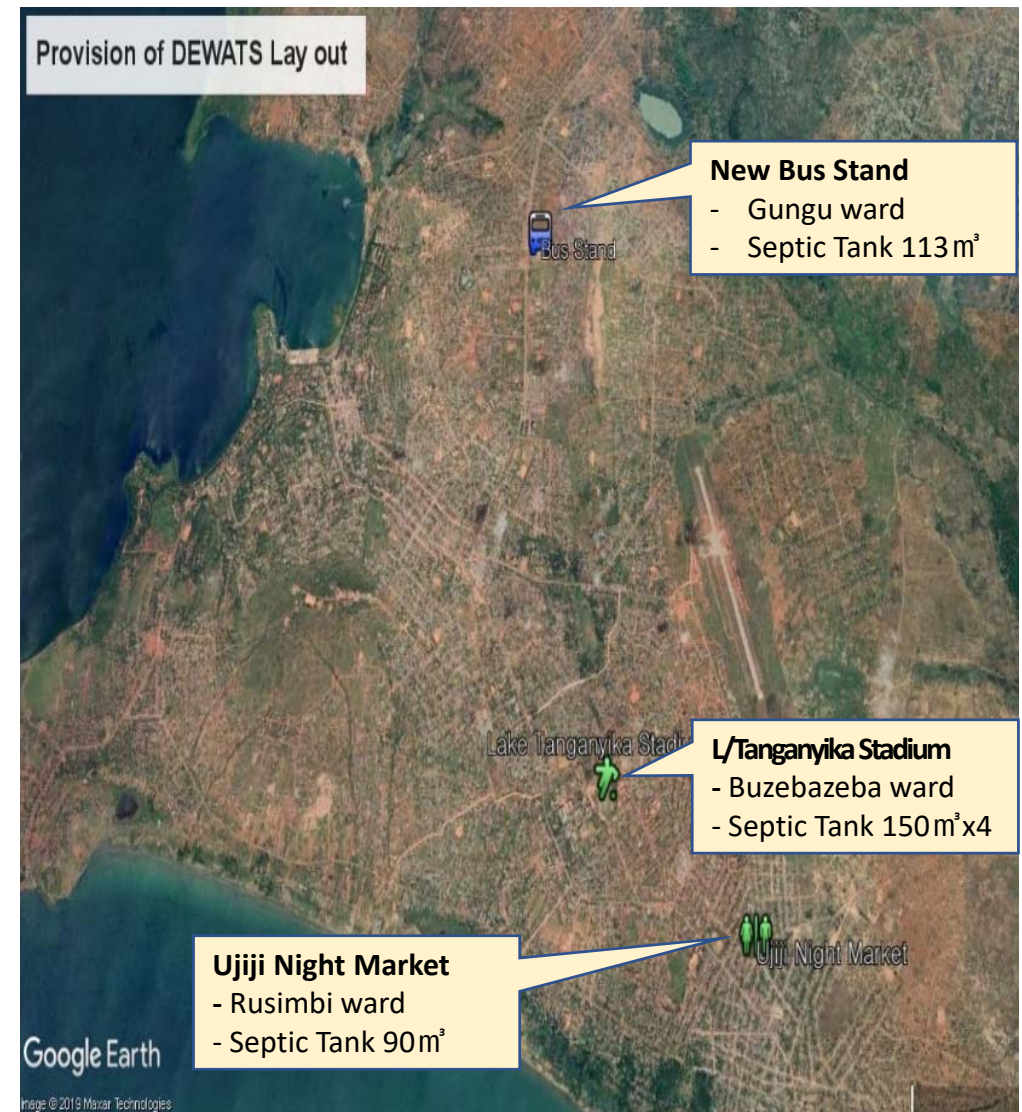 Provision of DEWATS Lay out
New Bus Stand
- Gungu ward
- Septic Tank 113㎥
Bus Stand
Lake Tanganyika Stadiu
L/Tanganyika Stadium
- Buzebazeba ward
- Septic Tank 150㎥x4
Ujiji Night Market
Ujiji Night Market
- Rusimbi ward
- Septic Tank 90㎥
Google Earth
Image © 2019 Maxar Technologies